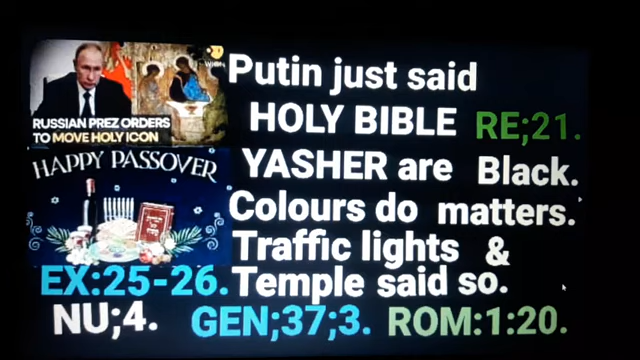 WION
RUSSIAN PREZ ORDERS
TO MOVE HOLY ICON
HAPPY PASSOVER
Putin just said
HOLY BIBLE RE;21.
YASHER are Black.
Colours do matters.
Traffic lights &
EX:25-26. Temple said so.
NU;4. GEN;37;3. ROM:1:20.